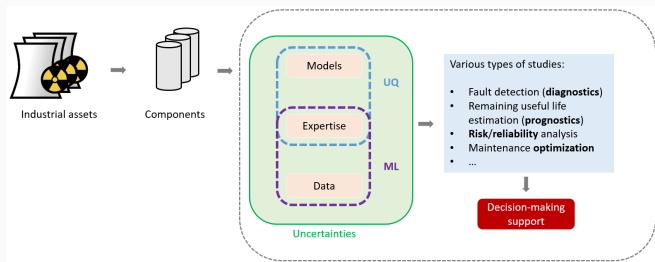 Industrial assets
Components
Models
UQ
Expertise
ML
Data
Uncertainties
Various types of studies:
• Fault detection (diagnostics)
• Remaining useful life
estimation (prognostics)
• Risk/reliability analysis
• Maintenance optimization
• ...
Decision-making
support